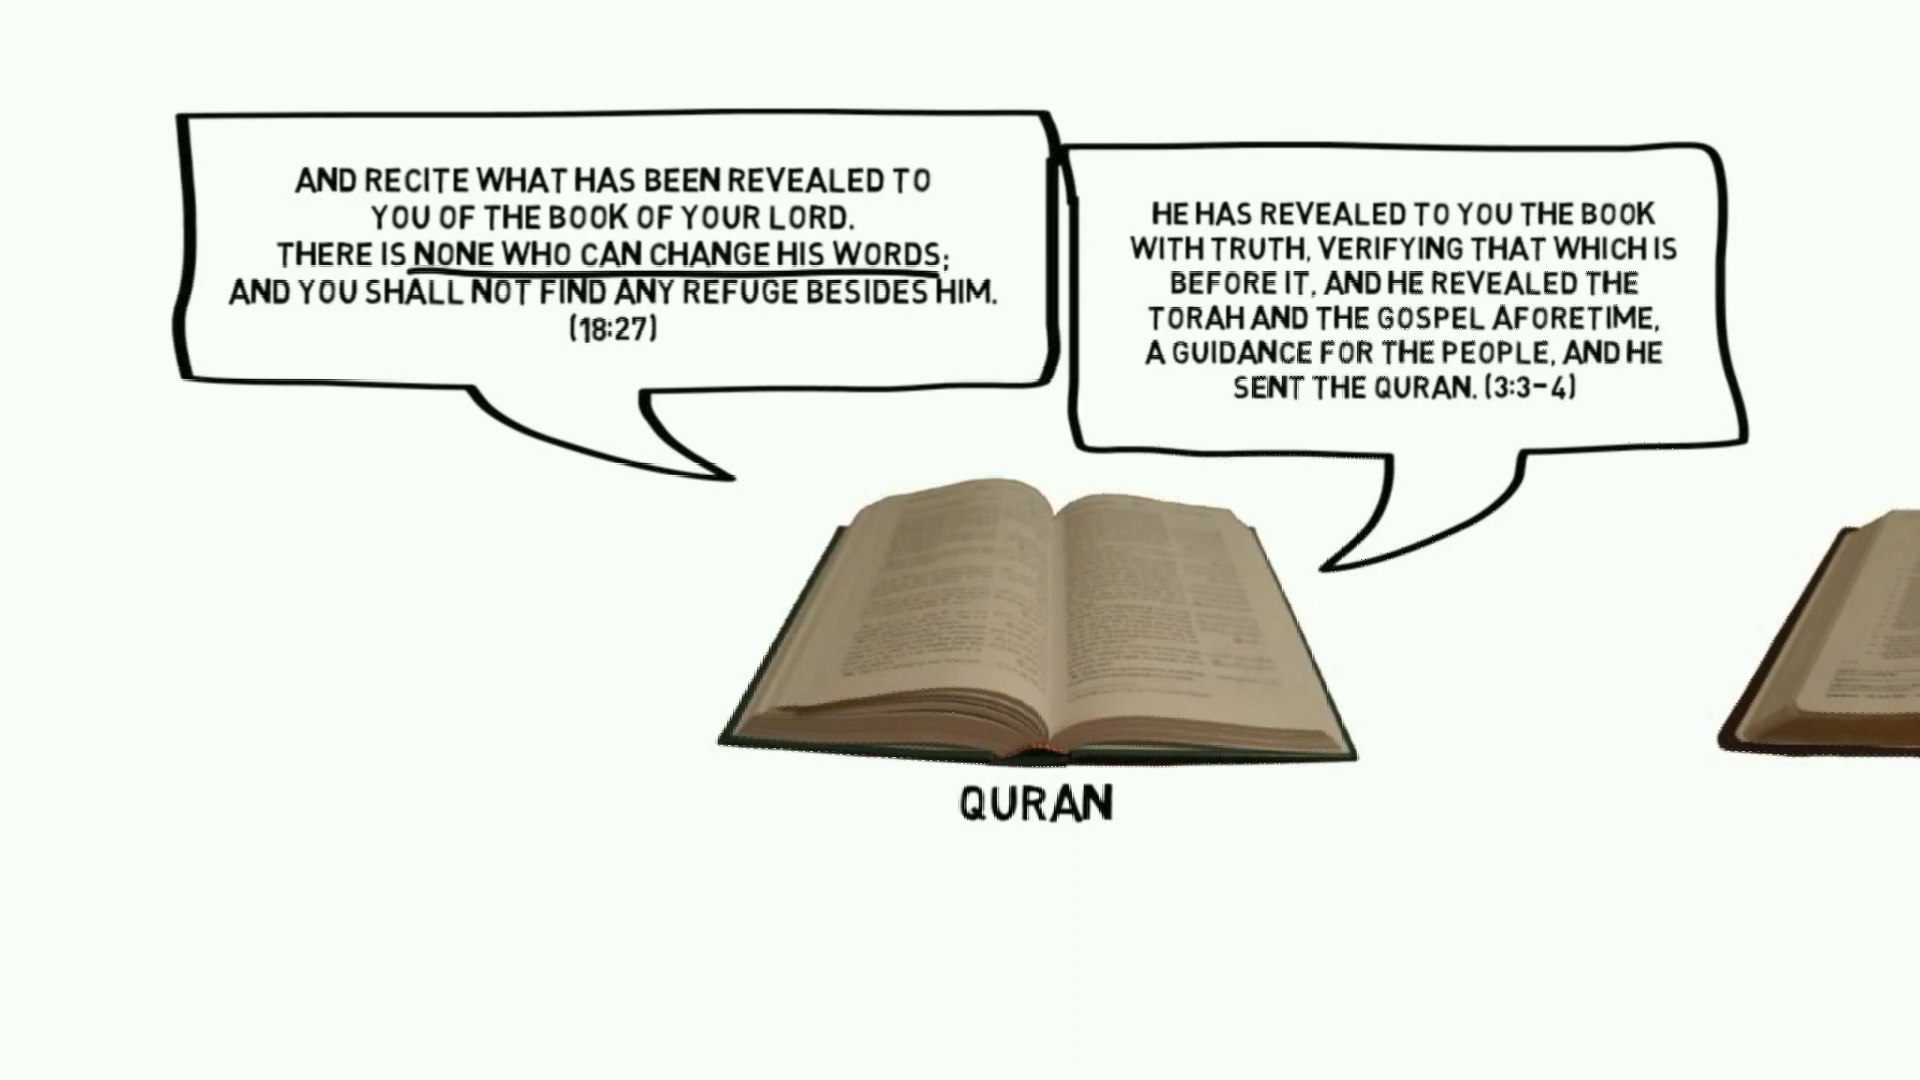 AND RECITE WHAT HAS BEEN REVEALED TO
YOU OF THE BOOK OF YOUR LORD.
THERE IS NONE WHO CAN CHANGE HIS WORDS;
AND YOU SHALL NOT FIND ANY REFUGE BESIDES HIM.
(18:27)
HE HAS REVEALED TO YOU THE BOOK
WITH TRUTH, VERIFYING THAT WHICH IS
BEFORE IT, AND HE REVEALED THE
TORAH AND THE GOSPEL AFORETIME,
A GUIDANCE FOR THE PEOPLE, AND HE
SENT THE QURAN. (3:3-4)
QURAN